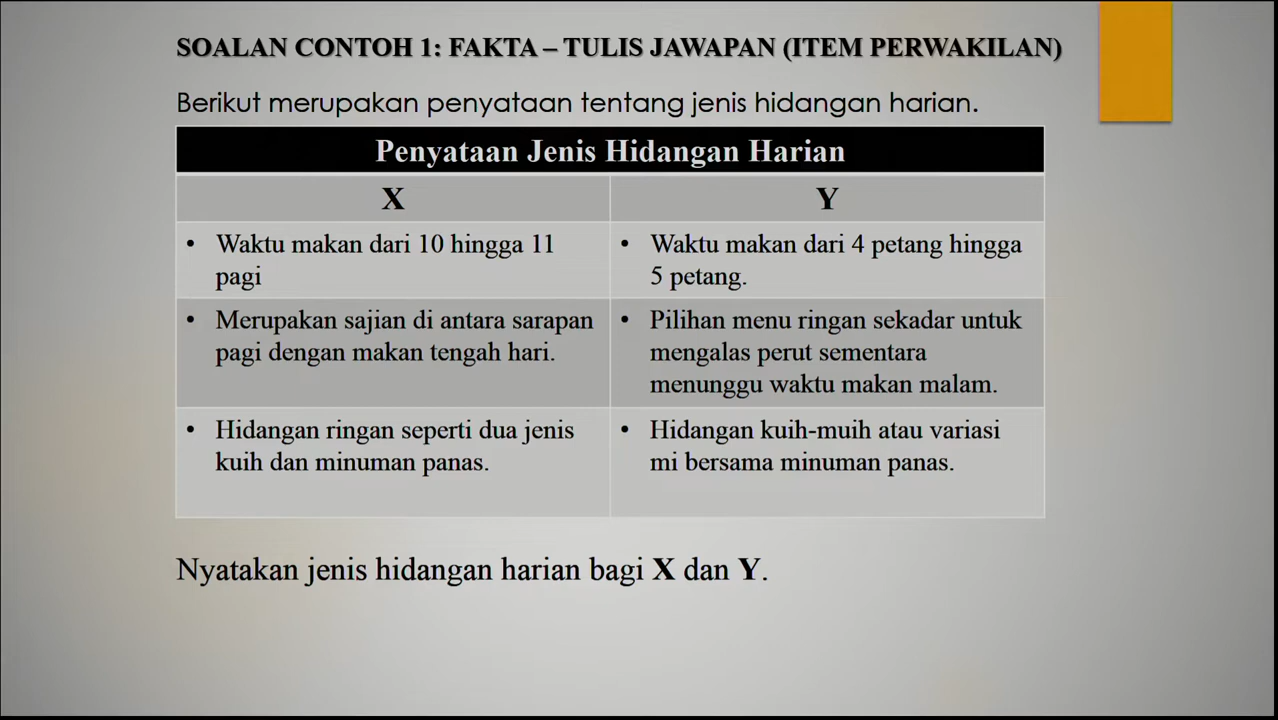 SOALAN CONTOH 1: FAKTA – TULIS JAWAPAN (ITEM PERWAKILAN)
Berikut merupakan penyataan tentang jenis hidangan harian.
Penyataan Jenis Hidangan Harian
X
Y
• Waktu makan dari 10 hingga 11
pagi
• Waktu makan dari 4 petang hingga
5 petang.
• Merupakan sajian di antara sarapan
pagi dengan makan tengah hari.
• Pilihan menu ringan sekadar untuk
mengalas perut sementara
menunggu waktu makan malam.
• Hidangan ringan seperti dua jenis
kuih dan minuman panas.
• Hidangan kuih-muih atau variasi
mi bersama minuman panas.
Nyatakan jenis hidangan harian bagi X dan Y.